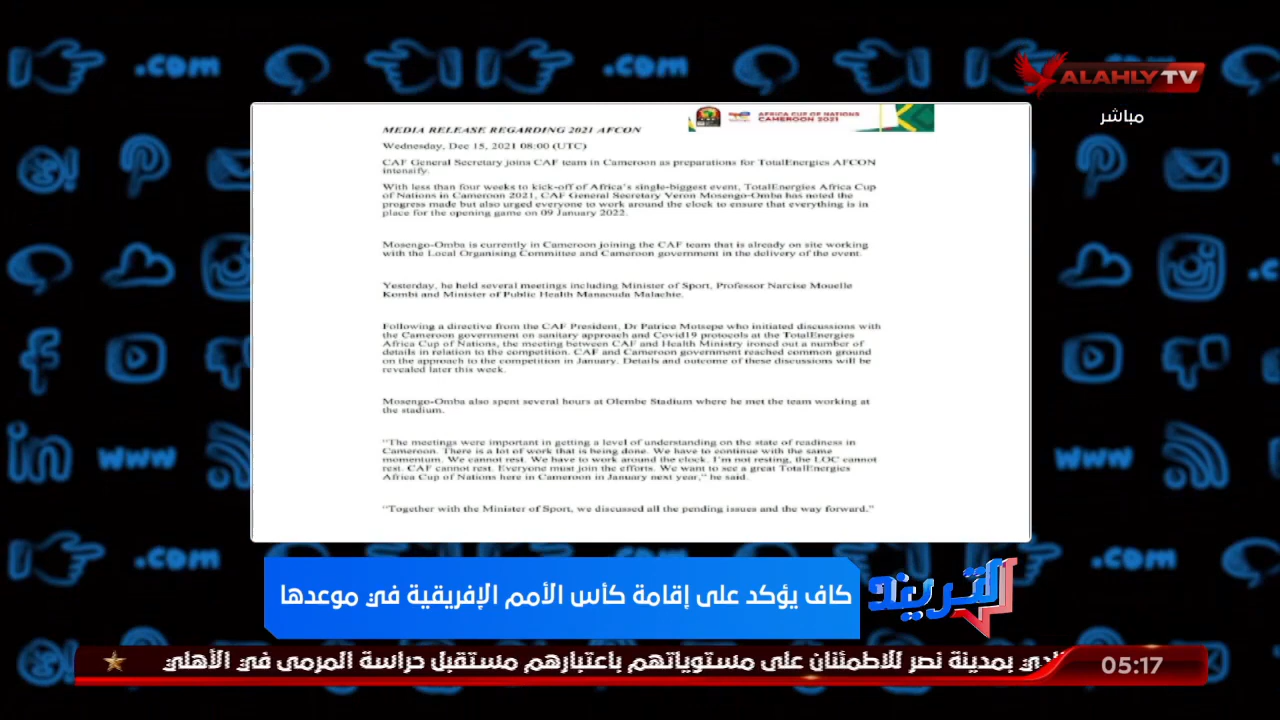 ALAHLY TV
مباشر
AFRICA CUP OF NATIONS
CAMEROON 2021
MEDIA RELEASE REGARDING 2021 AFCON
Wednesday, Dec 15, 2021 08:00 (UTC)
CAF General Secretary joins CAF team in Cameroon as preparations for TotalEnergies AFCON
intensify.
With less than four weeks to kick-off of Africa's single-biggest event, TotalEnergies Africa Cup
of Nations in Cameroon 2021, CAF General Secretary Veron Mosengo-Omba has noted the
progress made but also urged everyone to work around the clock to ensure that everything is in
place for the opening game on 09 January 2022.
Mosengo-Omba is currently in Cameroon joining the CAF team that is already on site working
with the Local Organising Committee and Cameroon government in the delivery of the event.
Yesterday, he held several meetings including Minister of Sport, Professor Narcise Mouelle
Kombi and Minister of Public Health Manaouda Malachie.
Following a directive from the CAF President, Dr Patrice Motsepe who initiated discussions with
the Cameroon government on sanitary approach and Covid19 protocols at the TotalEnergies
Africa Cup of Nations, the meeting between CAF and Health Ministry ironed out a number of
details in relation to the competition. CAF and Cameroon government reached common ground
on the approach to the competition in January. Details and outcome of these discussions will be
revealed later this week.
Mosengo-Omba also spent several hours at Olembe Stadium where he met the team working at
the stadium.
"The meetings were important in getting a level of understanding on the state of readiness in
Cameroon. There is a lot of work that is being done. We have to continue with the same
momentum. We cannot rest. We have to work around the clock. I'm not resting, the LOC cannot
rest. CAF cannot rest. Everyone must join the efforts. We want to see a great TotalEnergies
Africa Cup of Nations here in Cameroon in January next year," he said.
"Together with the Minister of Sport, we discussed all the pending issues and the way forward."
التريند
كاف يؤكد على إقامة كأس الأمم الإفريقية في موعدها
بمدينة نصر للاطمئنان على مستوياتهم باعتبارهم مستقبل حراسة المرمى في الأهلي
05:17
.com
.com
.com
www
www
.com
.com
.com